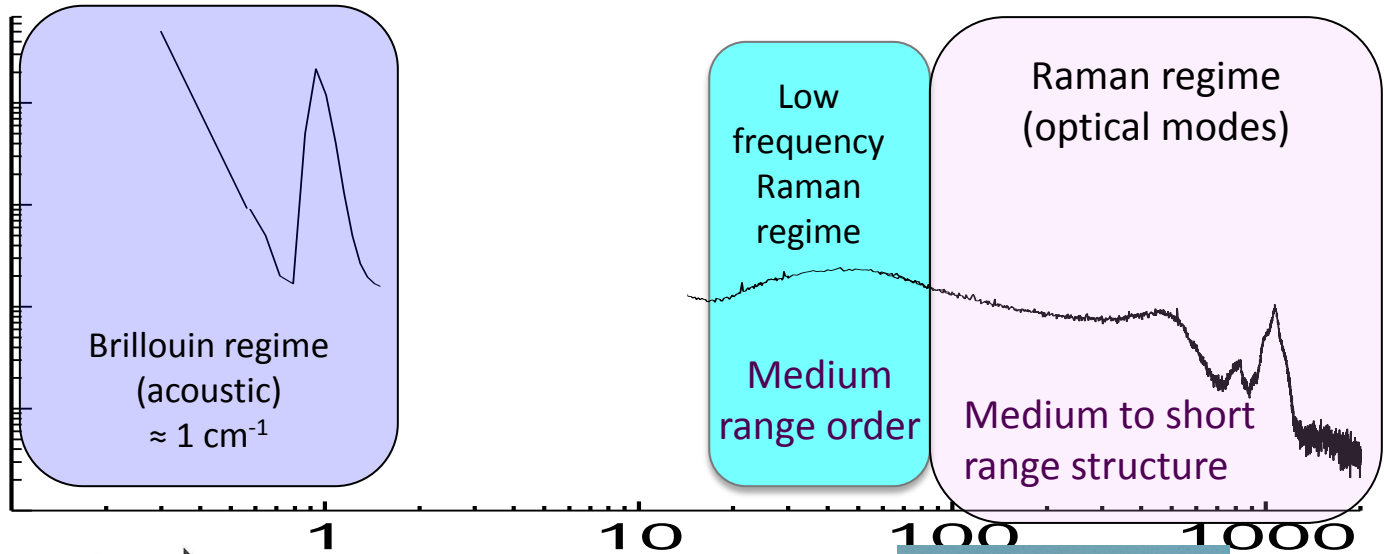 Brillouin regime
(acoustic)
≈ 1 cm-1
Low
frequency
Raman
regime
Medium
range order
Raman regime
(optical modes)
Medium to short
range structure
1
10
100
1000